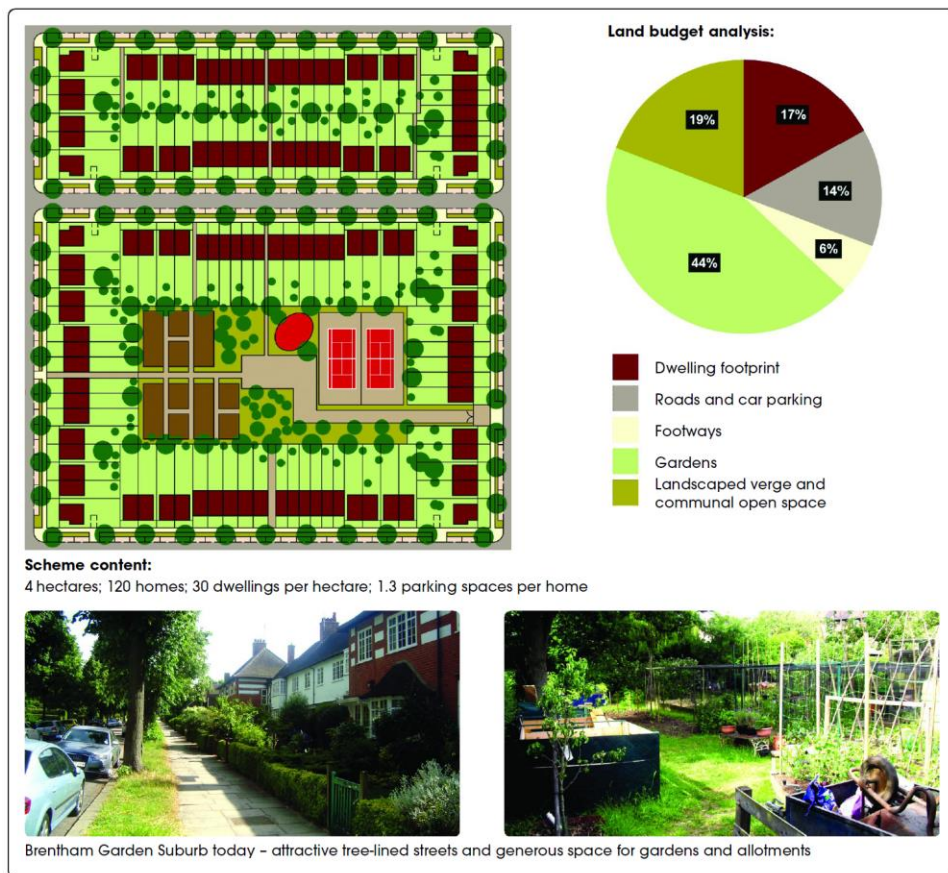 Land budget analysis:
19%
17%
14%
6%
44%
Dwelling footprint
Roads and car parking
Footways
Gardens
Landscaped verge and
communal open space
Scheme content:
4 hectares; 120 homes; 30 dwellings per hectare; 1.3 parking spaces per home
Brentham Garden Suburb today – attractive tree-lined streets and generous space for gardens and allotments